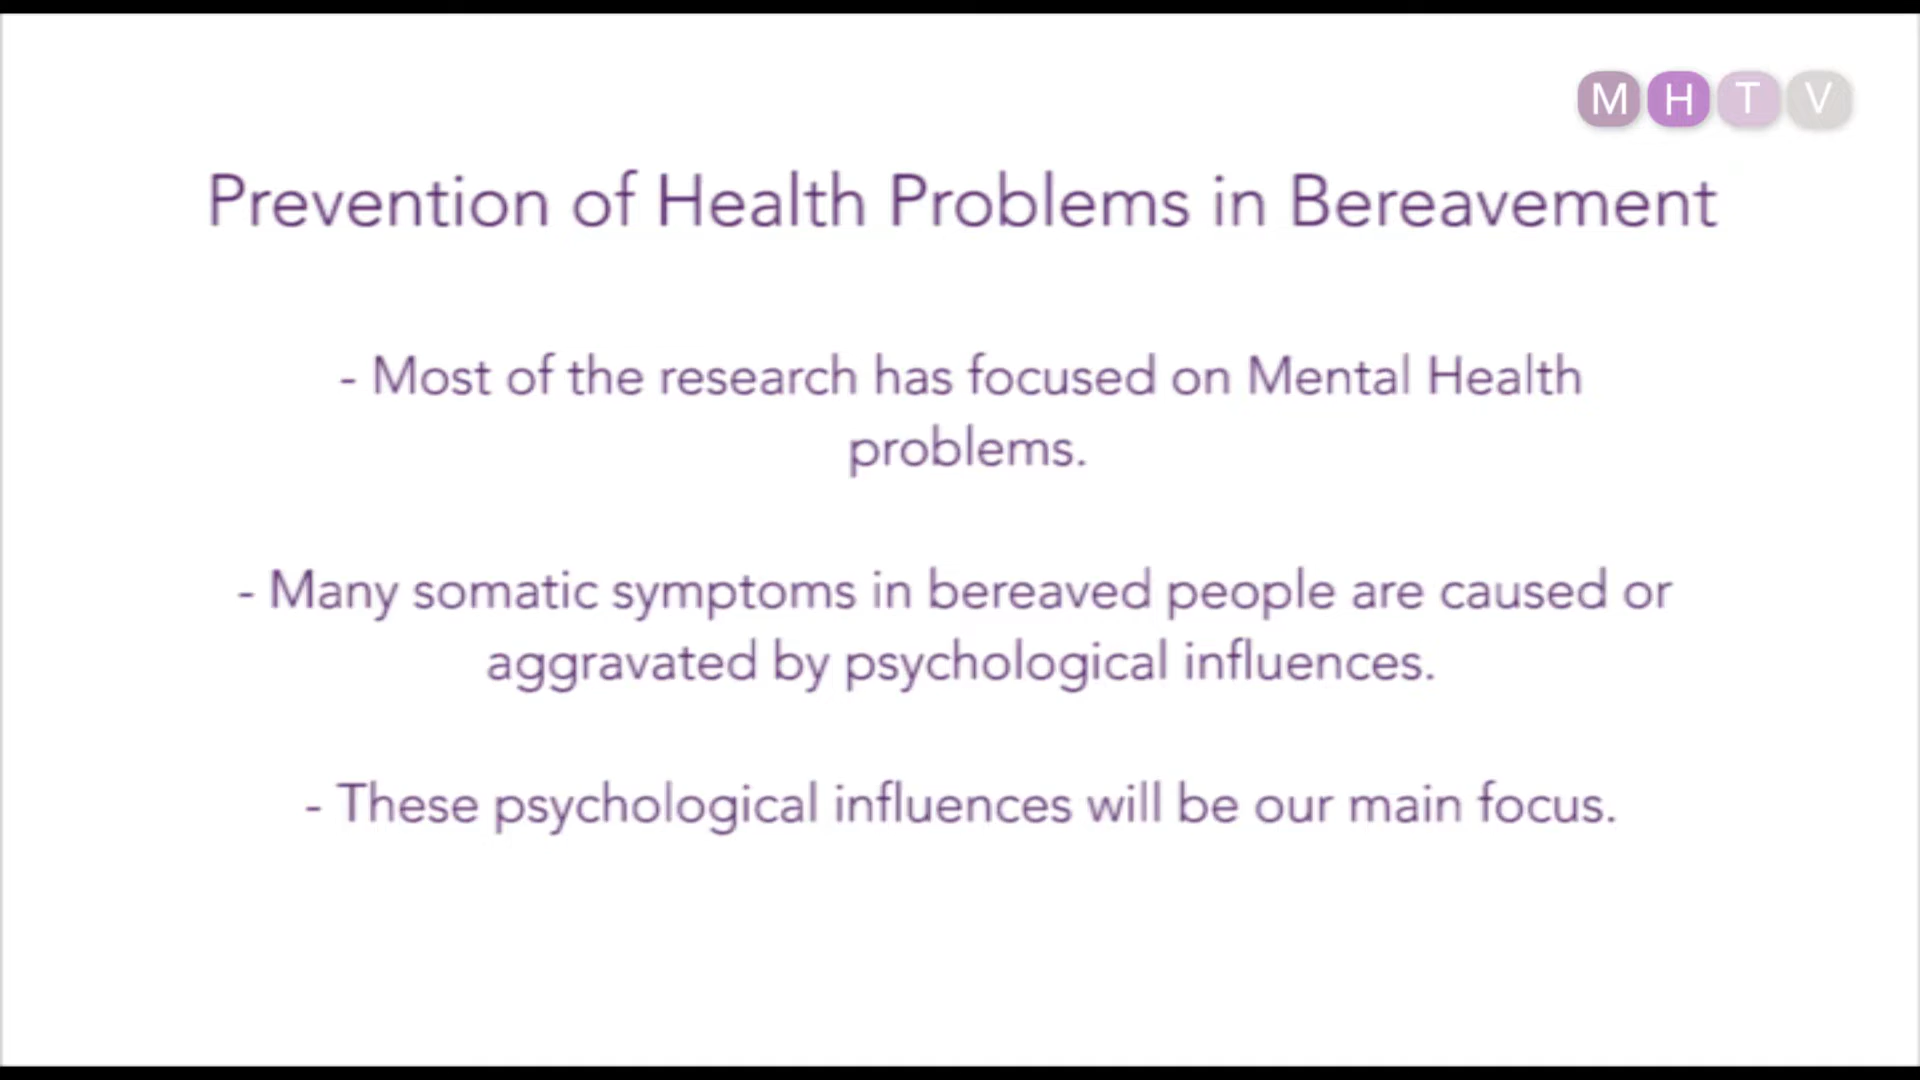 MHTV
Prevention of Health Problems in Bereavement
- Most of the research has focused on Mental Health
problems.
- Many somatic symptoms in bereaved people are caused or
aggravated by psychological influences.
- These psychological influences will be our main focus.